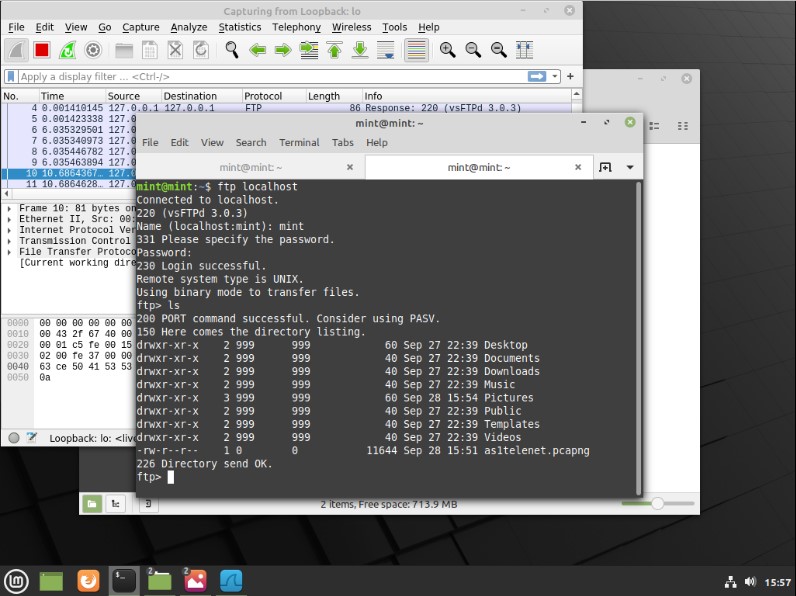 Capturing from Loopback: lo
File Edit View Go Capture Analyze Statistics Telephony Wireless Tools Help
Apply a display filter ... <Ctrl-/>
No. Time Source Destination Protocol Length Info
4 0.001410145 127.0.0.1 127.0.0.1 FTP 86 Response: 220 (vsFTPd 3.0.3)
5 0.001423338 127.0
6 6.035329501 127.0
7 6.035340973 127.0
8 6.035446782 127.0
9 6.035463894 127.0
10 10.6864367… 127.0
11 10.6864628… 127.0
Frame 10: 81 bytes on
Ethernet II, Src: 00:
Internet Protocol Ver
Transmission Control
File Transfer Protoco
[Current working dire
0000 00 00 00 00 00 00
0010 00 43 2f 67 40 00
0020 00 01 c5 fe 00 15
0030 02 00 fe 37 00 00
0040 63 ce 50 41 53 53
0050 0a
Loopback: lo: <live
mint@mint: ~
File Edit View Search Terminal Tabs Help
mint@mint: ~ mint@mint: ~
mint@mint:~$ ftp localhost
Connected to localhost.
220 (vsFTPd 3.0.3)
Name (localhost:mint): mint
331 Please specify the password.
Password:
230 Login successful.
Remote system type is UNIX.
Using binary mode to transfer files.
ftp> ls
200 PORT command successful. Consider using PASV.
150 Here comes the directory listing.
drwxr-xr-x 2 999 999 60 Sep 27 22:39 Desktop
drwxr-xr-x 2 999 999 40 Sep 27 22:39 Documents
drwxr-xr-x 2 999 999 40 Sep 27 22:39 Downloads
drwxr-xr-x 2 999 999 40 Sep 27 22:39 Music
drwxr-xr-x 3 999 999 60 Sep 28 15:54 Pictures
drwxr-xr-x 2 999 999 40 Sep 27 22:39 Public
drwxr-xr-x 2 999 999 40 Sep 27 22:39 Templates
drwxr-xr-x 2 999 999 40 Sep 27 22:39 Videos
-rw-r--r-- 1 0 0 11644 Sep 28 15:51 as1telenet.pcapng
226 Directory send OK.
ftp>
2 items, Free space: 713.9 MB
2 2
15:57